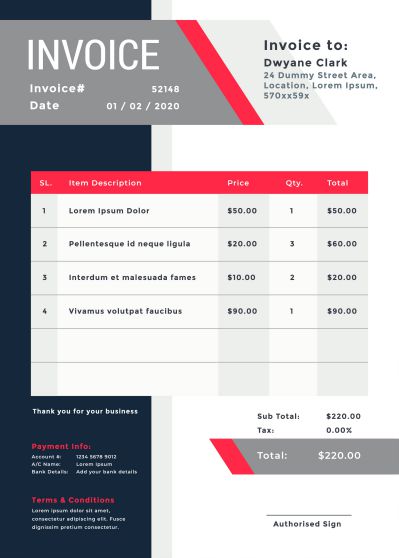 INVOICE
Invoice# 52148
Date 01 / 02 / 2020
Invoice to:
Dwyane Clark
24 Dummy Street Area,
Location, Lorem Ipsum,
570xx59x
SL. Item Description Price Qty. Total
1 Lorem Ipsum Dolor $50.00 1 $50.00
2 Pellentesque id neque ligula $20.00 3 $60.00
3 Interdum et malesuada fames $10.00 2 $20.00
4 Vivamus volutpat faucibus $90.00 1 $90.00
Thank you for your business
Sub Total: $220.00
Tax: 0.00%
Total: $220.00
Payment Info:
Account #: 1234 5678 9012
A/C Name: Lorem Ipsum
Bank Details: Add your bank details
Terms & Conditions
Lorem ipsum dolor sit amet,
consectetur adipiscing elit.
Fusce dignissim pretium
consectetur.
Authorised Sign